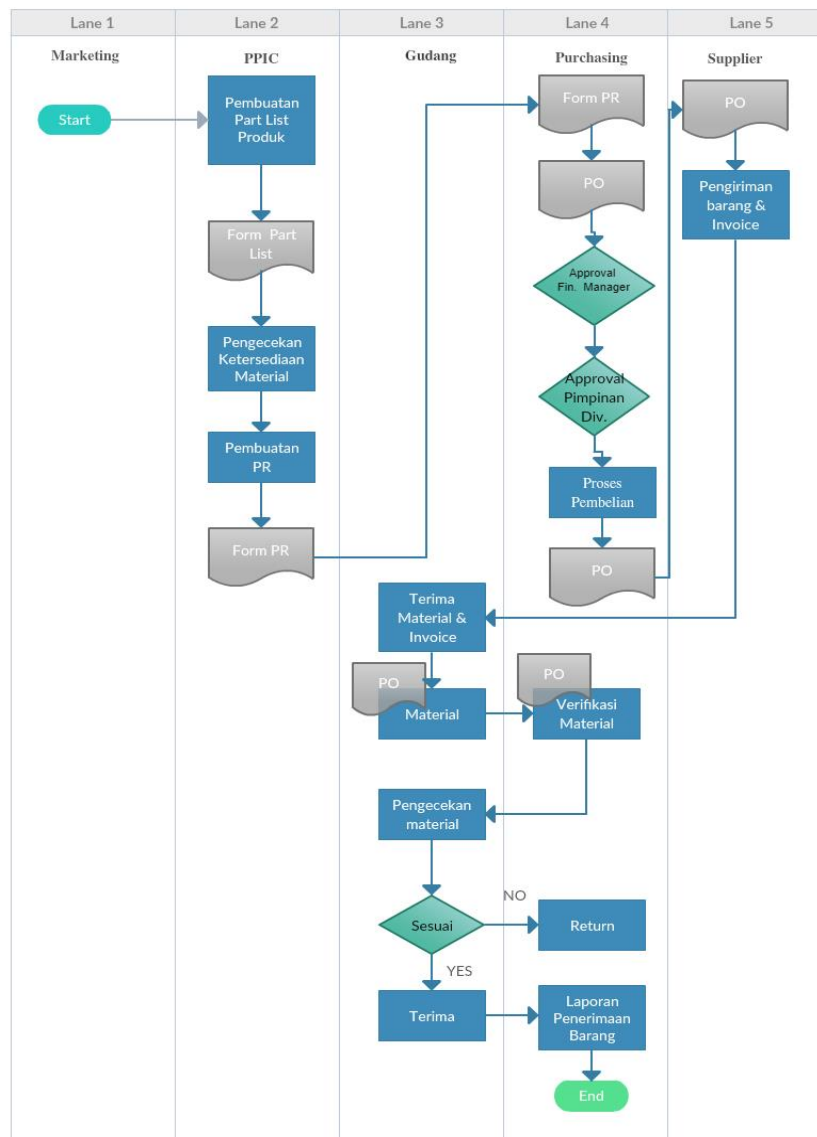 Lane 1
Lane 2
Lane 3
Lane 4
Lane 5
Marketing
PPIC
Gudang
Purchasing
Supplier
Start
Pembuatan
Part List
Produk
Form Part
List
Pengecekan
Ketersediaan
Material
Pembuatan
PR
Form PR
Form PR
PO
Approval
Fin. Manager
Approval
Pimpinan
Div.
Proses
Pembelian
PO
PO
Pengiriman
barang &
Invoice
Terima
Material &
Invoice
PO
Material
PO
Verifikasi
Material
Pengecekan
material
Sesuai
NO
Return
YES
Terima
Laporan
Penerimaan
Barang
End